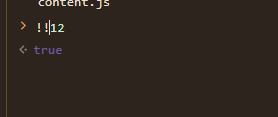 content.js
> !!12
<· true